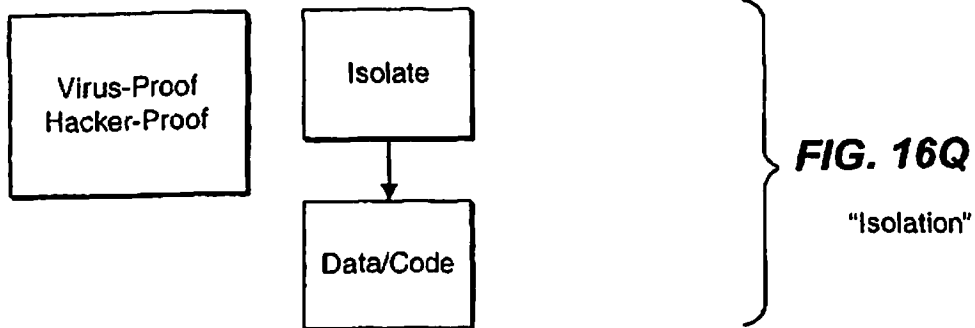 Virus-Proof
Hacker-Proof
Isolate
Data/Code
FIG. 16Q
"Isolation"